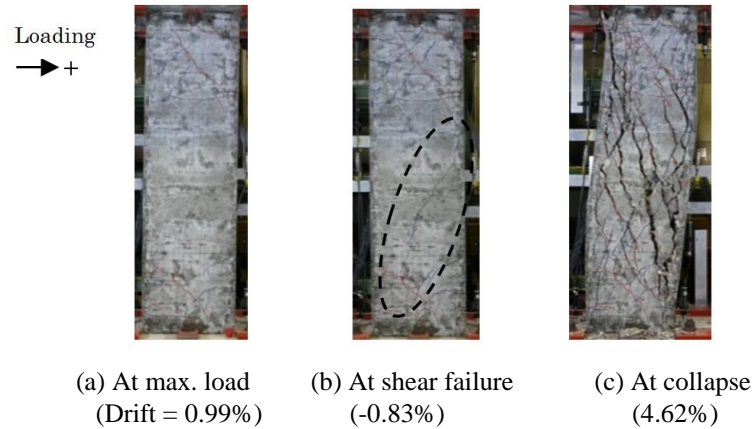 Loading
+
(a) At max. load
(Drift = 0.99%)
(b) At shear failure
(-0.83%)
(c) At collapse
(4.62%)